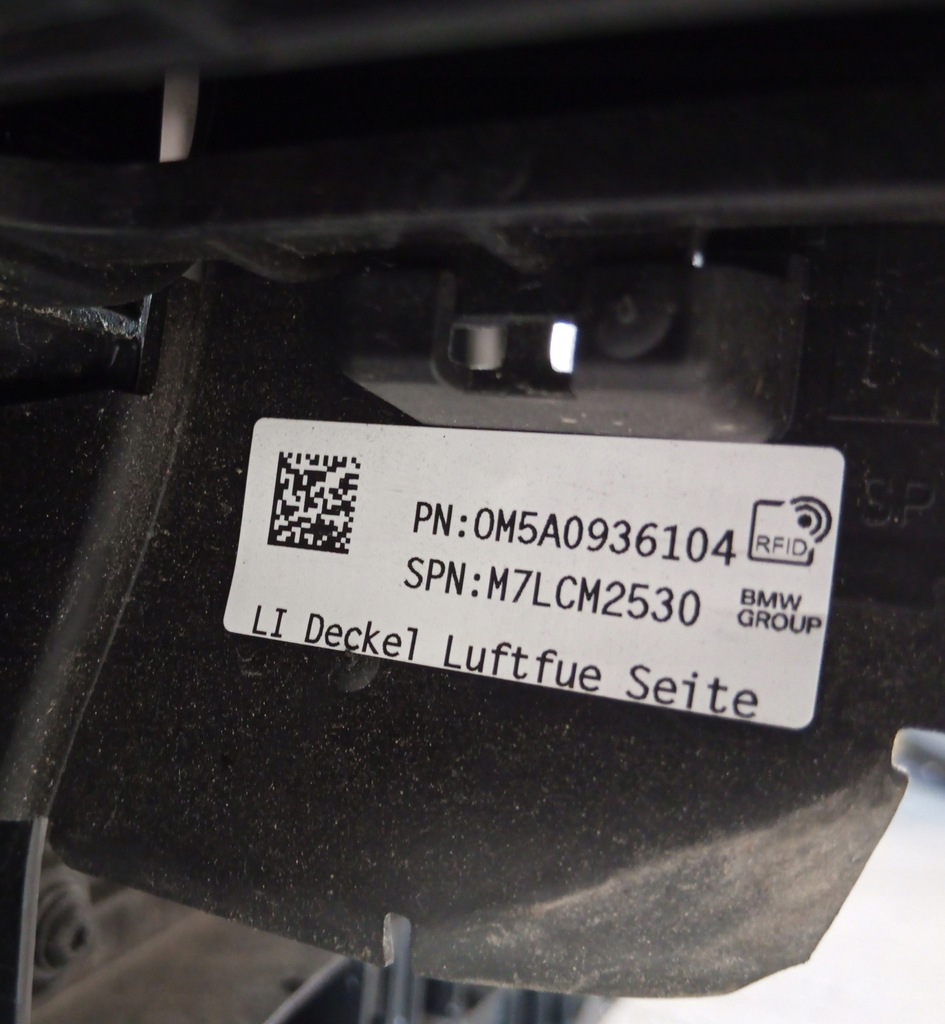 PN:0M5A0936104
RFID
SPN:M7LCM2530
BMW
GROUP
LI Deckel Luftfue Seite